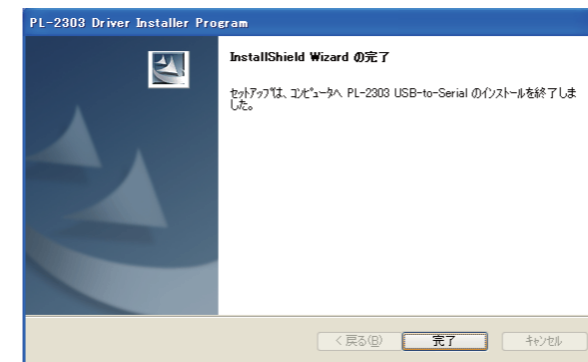 PL-2303 Driver Installer Program
InstallShield Wizard の完了
ｾｯﾄｱｯﾌﾟは、ｺﾝﾋﾟｭｰﾀへ PL-2303 USB-to-Serial のｲﾝｽﾄｰﾙを終了しま
した。
< 戻る(B)
完了
ｷｬﾝｾﾙ